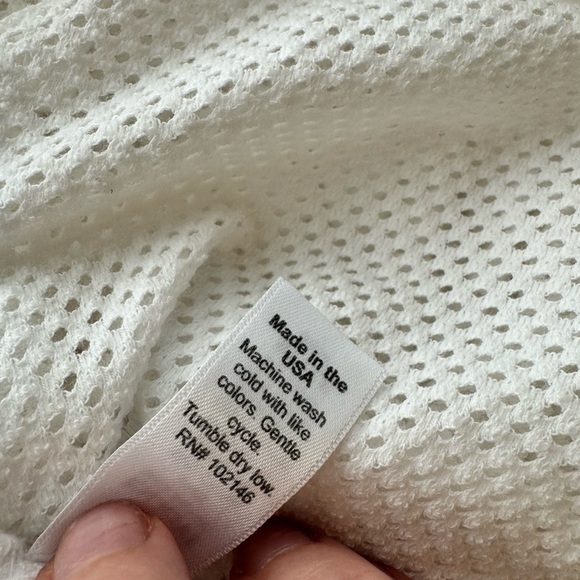 Made in the
USA
Machine wash
cold with like
colors. Gentle
cycle.
Tumble dry low.
RN# 102146